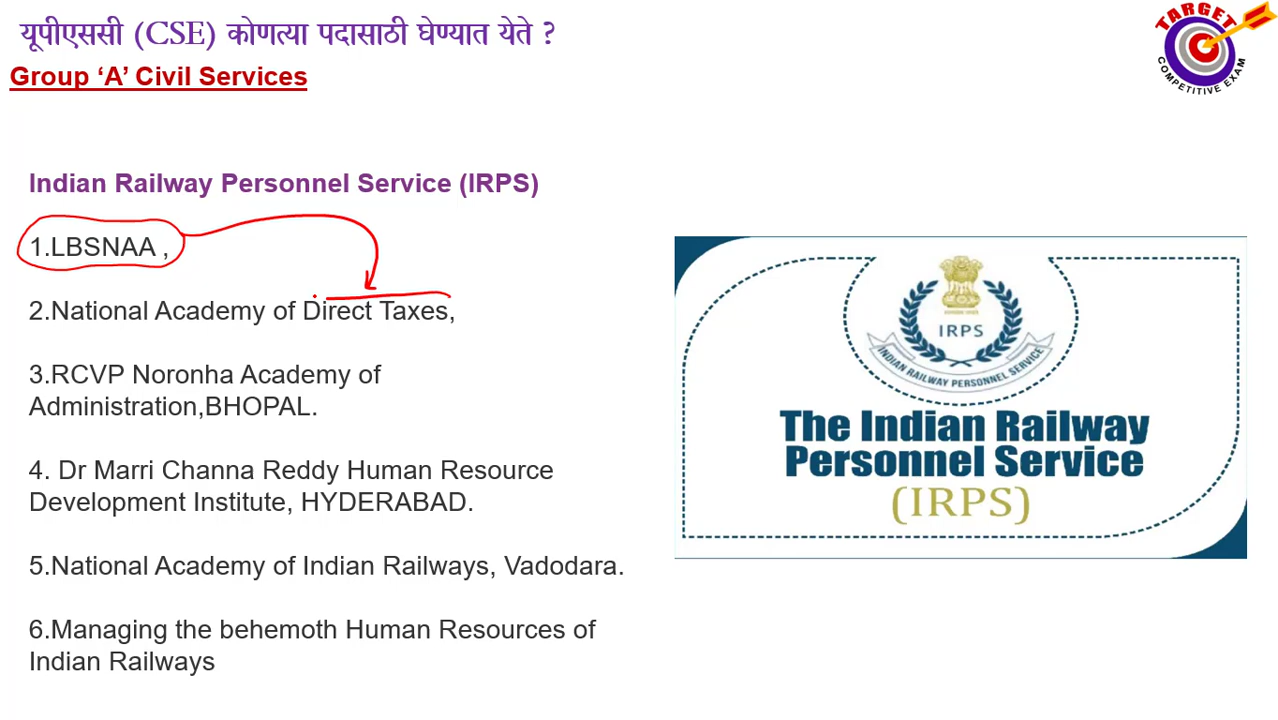 यूपीएससी (CSE) कोणत्या पदासाठी घेण्यात येते ?
Group ‘A’ Civil Services
TARGET
COMPETITIVE EXAM
Indian Railway Personnel Service (IRPS)
1.LBSNAA ,
2.National Academy of Direct Taxes,
3.RCVP Noronha Academy of
Administration,BHOPAL.
4. Dr Marri Channa Reddy Human Resource
Development Institute, HYDERABAD.
5.National Academy of Indian Railways, Vadodara.
6.Managing the behemoth Human Resources of
Indian Railways
IRPS
INDIAN RAILWAY PERSONNEL SERVICE
The Indian Railway
Personnel Service
(IRPS)